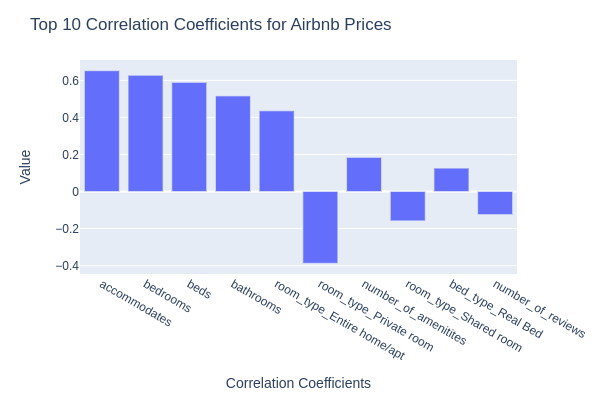 Top 10 Correlation Coefficients for Airbnb Prices
Value
0.6
0.4
0.2
0
−0.2
−0.4
accommodates
bedrooms
beds
bathrooms
room_type_Entire home/apt
room_type_Private room
number_of_amenitites
room_type_Shared room
bed_type_Real Bed
number_of_reviews
Correlation Coefficients